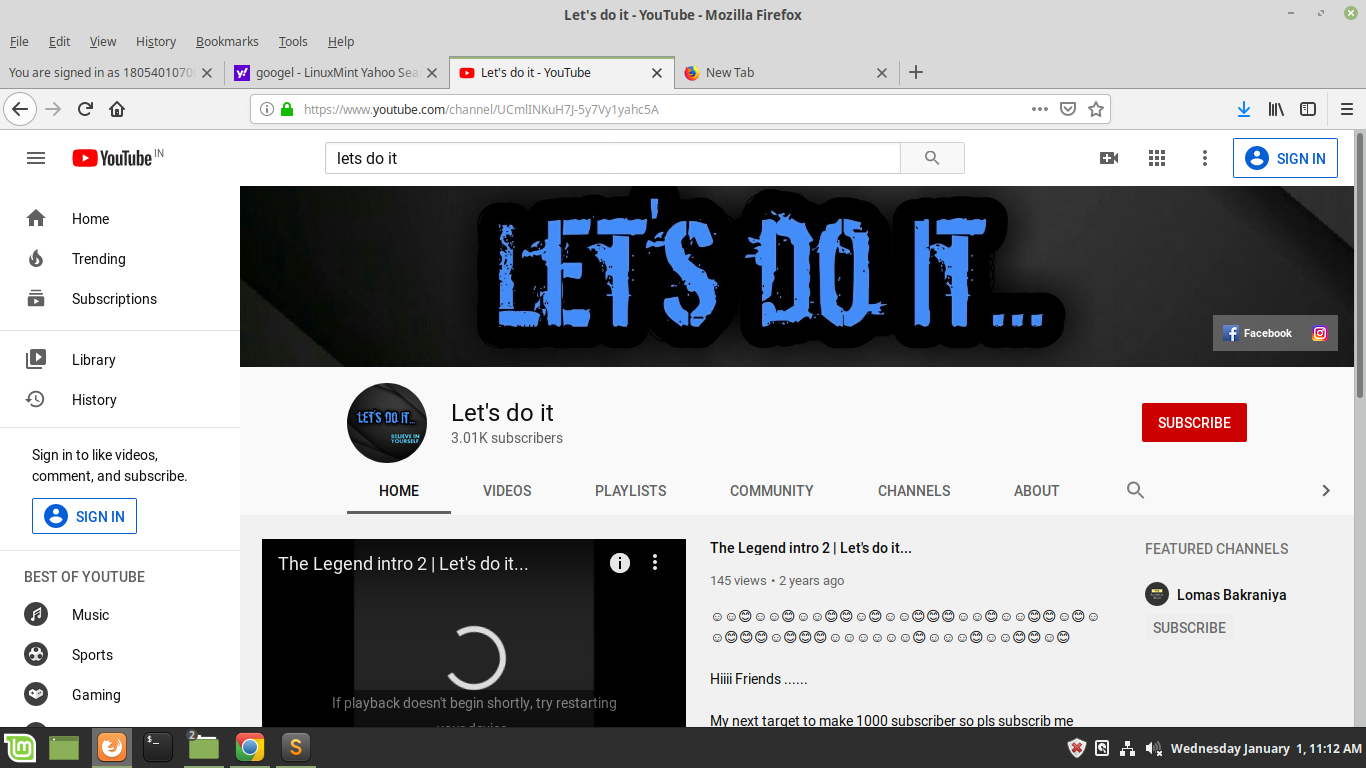 Let's do it - YouTube - Mozilla Firefox
File Edit View History Bookmarks Tools Help
You are signed in as 1805401070
googel - LinuxMint Yahoo Sea
Let's do it - YouTube
New Tab
https://www.youtube.com/channel/UCmlINKuH7J-5y7Vy1yahc5A
YouTube IN
lets do it
SIGN IN
Home
Trending
Subscriptions
Library
History
Sign in to like videos,
comment, and subscribe.
SIGN IN
BEST OF YOUTUBE
Music
Sports
Gaming
LET'S DO IT...
Facebook
LET'S DO IT...
BELIEVE IN
YOURSELF
Let's do it
3.01K subscribers
SUBSCRIBE
HOME VIDEOS PLAYLISTS COMMUNITY CHANNELS ABOUT
The Legend intro 2 | Let's do it...
If playback doesn't begin shortly, try restarting
your device.
The Legend intro 2 | Let's do it...
145 views • 2 years ago
Hiiii Friends ......
My next target to make 1000 subscriber so pls subscrib me
FEATURED CHANNELS
Lomas Bakraniya
SUBSCRIBE
2
Wednesday January 1, 11:12 AM